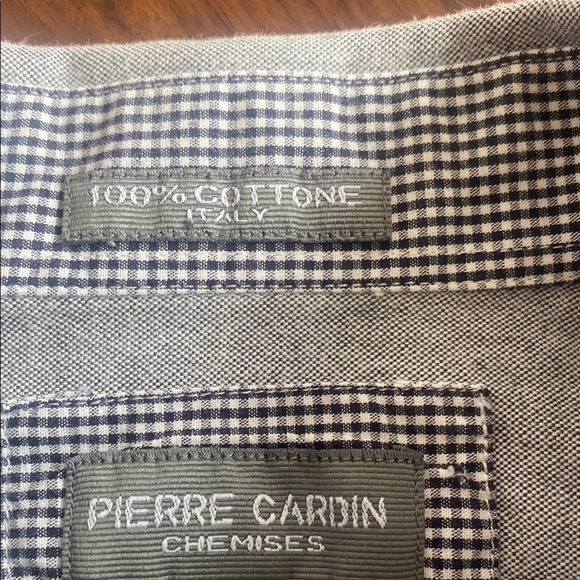 100% COTTONE
ITALY
PIERRE CARDIN
CHEMISES